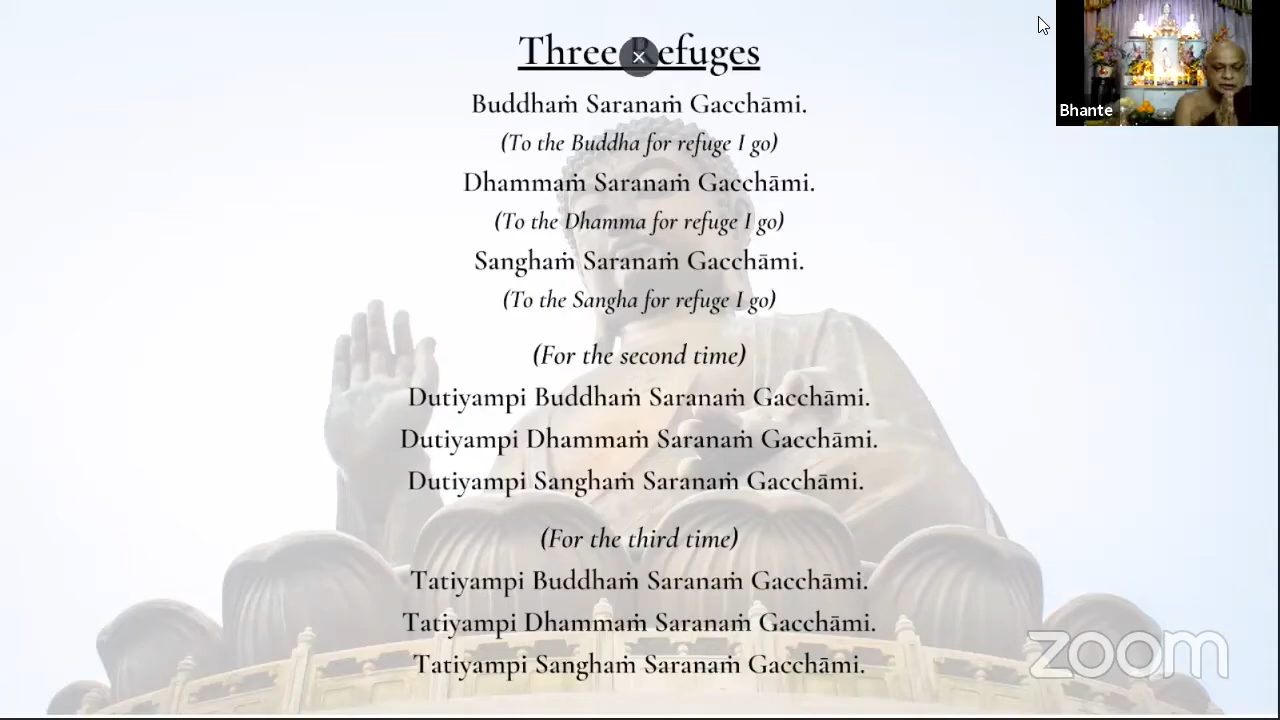 Three Refuges
Buddhaṁ Saranaṁ Gacchāmi.
(To the Buddha for refuge I go)
Dhammaṁ Saranaṁ Gacchāmi.
(To the Dhamma for refuge I go)
Sanghaṁ Saranaṁ Gacchāmi.
(To the Sangha for refuge I go)
(For the second time)
Dutiyampi Buddhaṁ Saranaṁ Gacchāmi.
Dutiyampi Dhammaṁ Saranaṁ Gacchāmi.
Dutiyampi Sanghaṁ Saranaṁ Gacchāmi.
(For the third time)
Tatiyampi Buddhaṁ Saranaṁ Gacchāmi.
Tatiyampi Dhammaṁ Saranaṁ Gacchāmi.
Tatiyampi Sanghaṁ Saranaṁ Gacchāmi.
Bhante
zoom